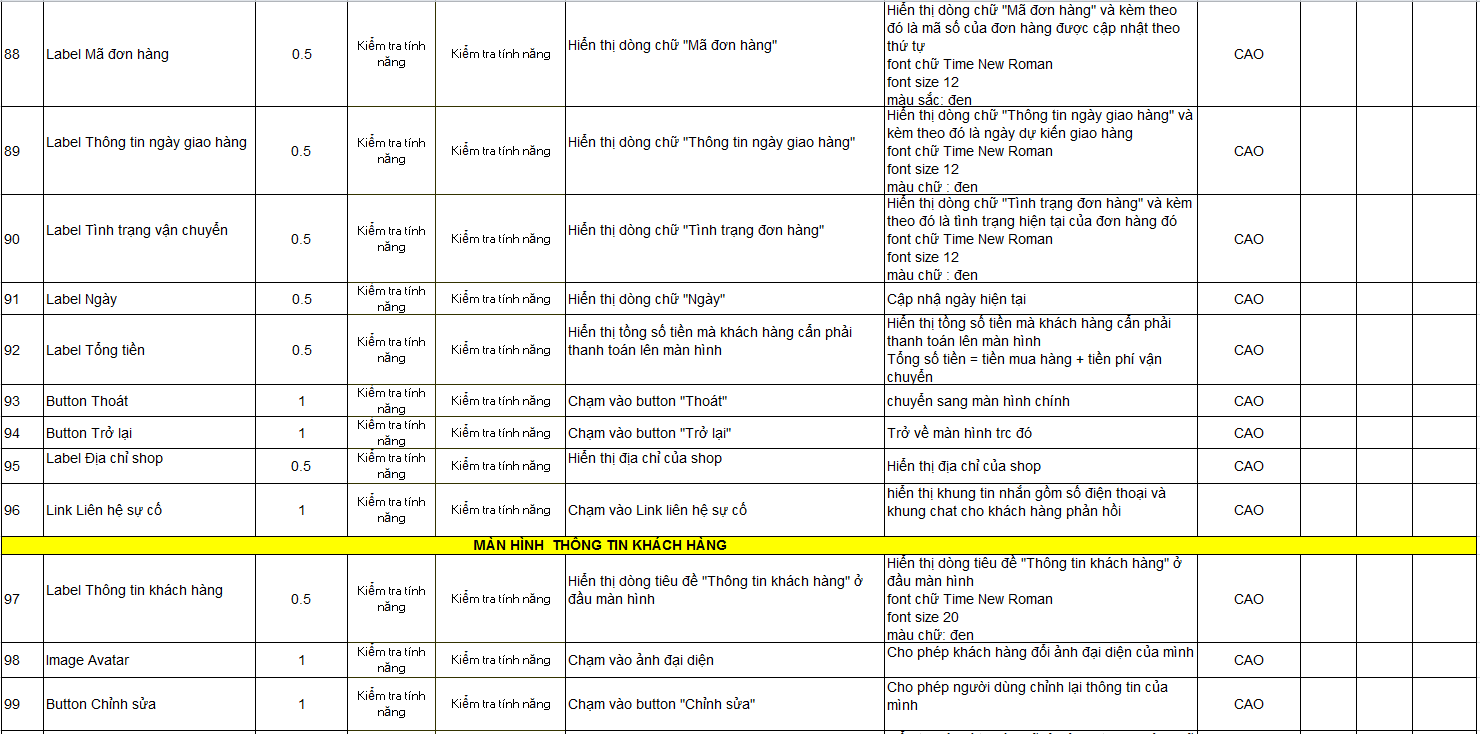 88
Label Mã đơn hàng
0.5
Kiểm tra tính
năng
Kiểm tra tính năng
Hiển thị dòng chữ "Mã đơn hàng"
Hiển thị dòng chữ "Mã đơn hàng" và kèm theo
đó là mã số của đơn hàng được cập nhật theo
thứ tự
font chữ Time New Roman
font size 12
màu sắc: đen
CAO
89
Label Thông tin ngày giao hàng
0.5
Kiểm tra tính
năng
Kiểm tra tính năng
Hiển thị dòng chữ "Thông tin ngày giao hàng"
Hiển thị dòng chữ "Thông tin ngày giao hàng" và
kèm theo đó là ngày dự kiến giao hàng
font chữ Time New Roman
font size 12
màu chữ : đen
CAO
90
Label Tình trạng vận chuyển
0.5
Kiểm tra tính
năng
Kiểm tra tính năng
Hiển thị dòng chữ "Tình trạng đơn hàng"
Hiển thị dòng chữ "Tình trạng đơn hàng" và kèm
theo đó là tình trạng hiện tại của đơn hàng đó
font chữ Time New Roman
font size 12
màu chữ : đen
CAO
91
Label Ngày
0.5
Kiểm tra tính
năng
Kiểm tra tính năng
Hiển thị dòng chữ "Ngày"
Cập nhậ ngày hiện tại
CAO
92
Label Tổng tiền
0.5
Kiểm tra tính
năng
Kiểm tra tính năng
Hiển thị tổng số tiền mà khách hàng cần phải
thanh toán lên màn hình
Hiển thị tổng số tiền mà khách hàng cần phải
thanh toán lên màn hình
Tổng số tiền = tiền mua hàng + tiền phí vận
chuyển
CAO
93
Button Thoát
1
Kiểm tra tính
năng
Kiểm tra tính năng
Chạm vào button "Thoát"
chuyển sang màn hình chính
CAO
94
Button Trở lại
1
Kiểm tra tính
năng
Kiểm tra tính năng
Chạm vào button "Trở lại"
Trở về màn hình trc đó
CAO
95
Label Địa chỉ shop
0.5
Kiểm tra tính
năng
Kiểm tra tính năng
Hiển thị địa chỉ của shop
Hiển thị địa chỉ của shop
CAO
96
Link Liên hệ sự cố
1
Kiểm tra tính
năng
Kiểm tra tính năng
Chạm vào Link liên hệ sự cố
hiển thị khung tin nhắn gồm số điện thoại và
khung chat cho khách hàng phản hồi
CAO
MÀN HÌNH THÔNG TIN KHÁCH HÀNG
97
Label Thông tin khách hàng
0.5
Kiểm tra tính
năng
Kiểm tra tính năng
Hiển thị dòng tiêu đề "Thông tin khách hàng" ở
đầu màn hình
Hiển thị dòng tiêu đề "Thông tin khách hàng" ở
đầu màn hình
font chữ Time New Roman
font size 20
màu chữ: đen
CAO
98
Image Avatar
1
Kiểm tra tính
năng
Kiểm tra tính năng
Chạm vào ảnh đại diện
Cho phép khách hàng đổi ảnh đại diện của mình
CAO
99
Button Chỉnh sửa
1
Kiểm tra tính
năng
Kiểm tra tính năng
Chạm vào button "Chỉnh sửa"
Cho phép người dùng chỉnh lại thông tin của
mình
CAO